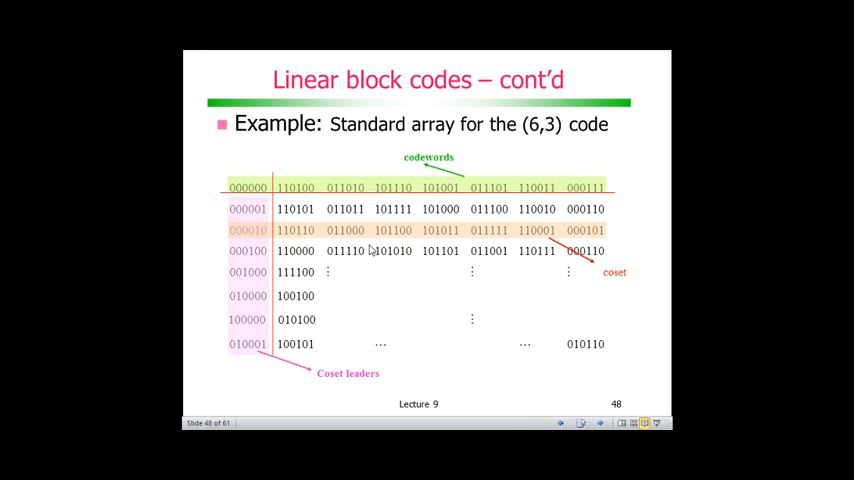 Linear block codes – cont'd
Example: Standard array for the (6,3) code
codewords
000000 110100 011010 101110 101001 011101 110011 000111
000001 110101 011011 101111 101000 011100 110010 000110
000010 110110 011000 101100 101011 011111 110001 000101
000100 110000 011110 101010 101101 011001 110111 000110
001000 111100 ⋮ ⋮ ⋮
coset
010000 100100
100000 010100 ⋮
010001 100101 … … 010110
Coset leaders
Lecture 9 48
Slide 48 of 61